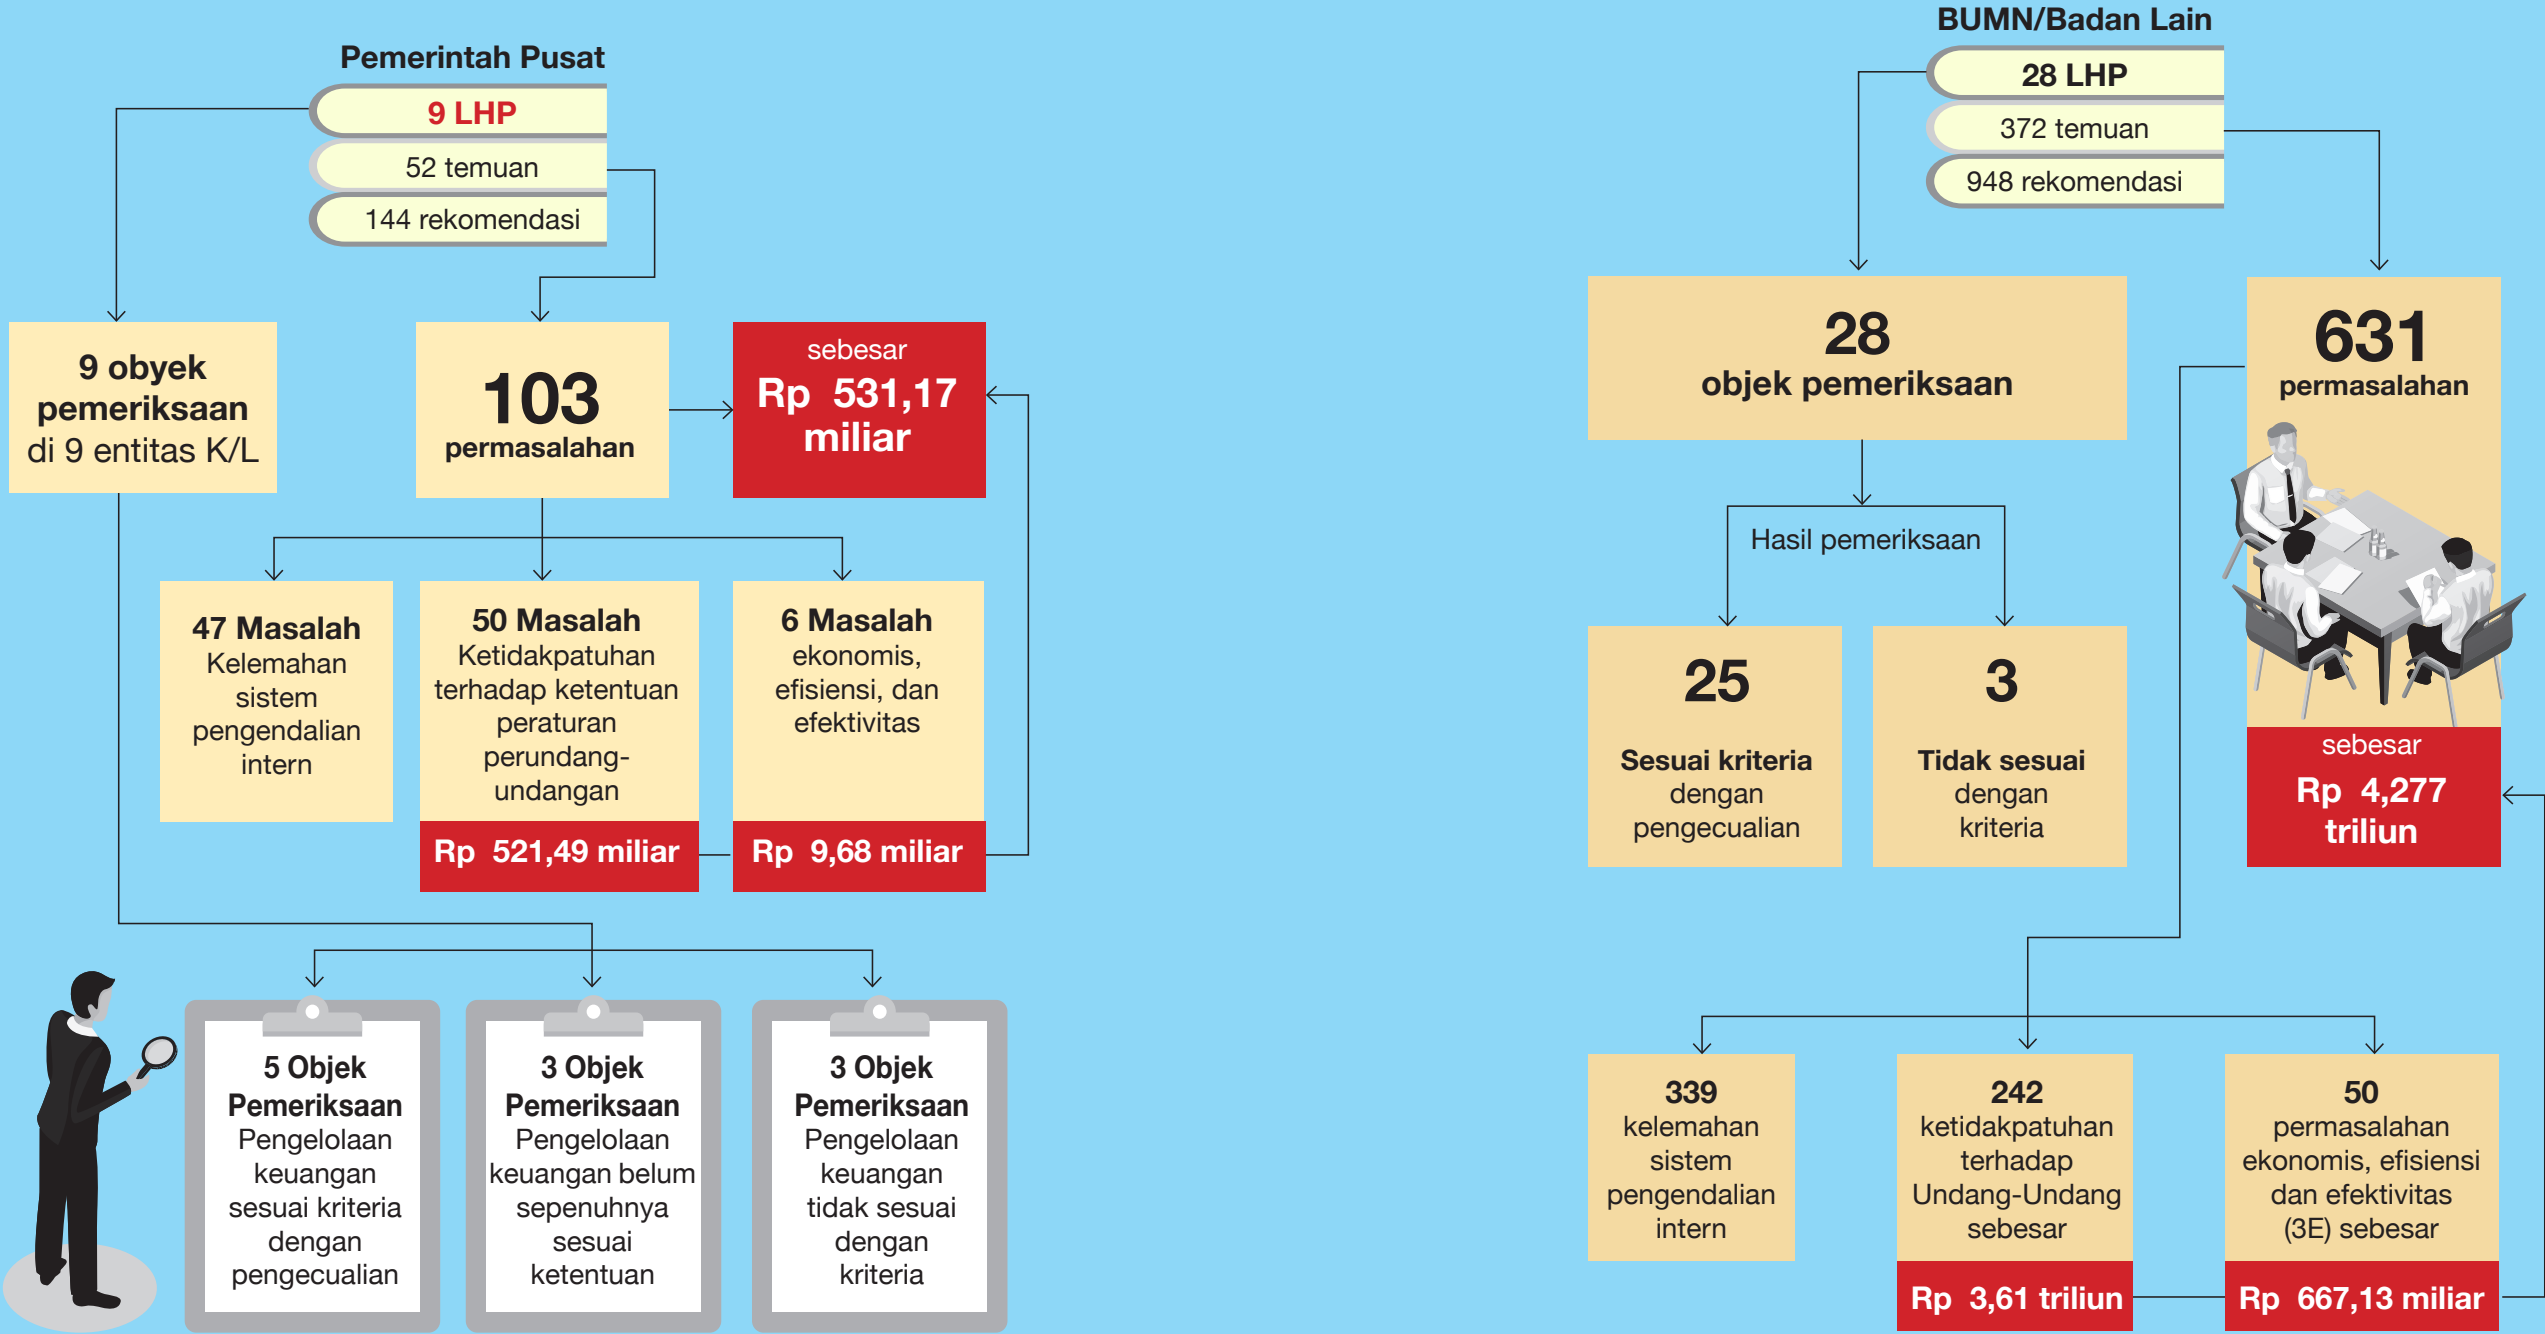 Pemerintah Pusat
9 LHP
52 temuan
144 rekomendasi
9 obyek
pemeriksaan
di 9 entitas K/L
103
permasalahan
sebesar
Rp 531,17
miliar
47 Masalah
Kelemahan
sistem
pengendalian
intern
50 Masalah
Ketidakpatuhan
terhadap ketentuan
peraturan
perundang-
undangan
Rp 521,49 miliar
6 Masalah
ekonomis,
efisiensi, dan
efektivitas
Rp 9,68 miliar
5 Objek
Pemeriksaan
Pengelolaan
keuangan
sesuai kriteria
dengan
pengecualian
3 Objek
Pemeriksaan
Pengelolaan
keuangan belum
sepenuhnya
sesuai
ketentuan
3 Objek
Pemeriksaan
Pengelolaan
keuangan
tidak sesuai
dengan
kriteria
BUMN/Badan Lain
28 LHP
372 temuan
948 rekomendasi
28
objek pemeriksaan
Hasil pemeriksaan
25
Sesuai kriteria
dengan
pengecualian
3
Tidak sesuai
dengan
kriteria
631
permasalahan
sebesar
Rp 4,277
triliun
339
kelemahan
sistem
pengendalian
intern
242
ketidakpatuhan
terhadap
Undang-Undang
sebesar
Rp 3,61 triliun
50
permasalahan
ekonomis, efisiensi
dan efektivitas
(3E) sebesar
Rp 667,13 miliar